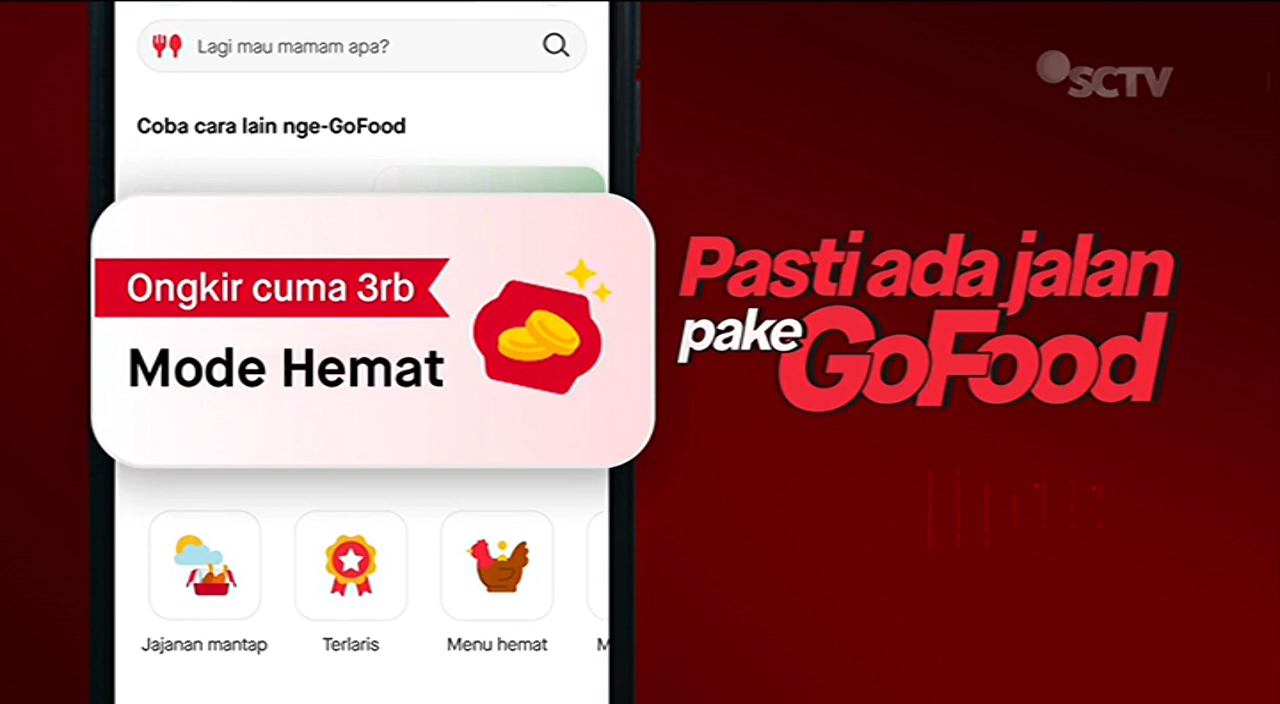 Lagi mau mamam apa?
SCTV
Coba cara lain nge-GoFood
Ongkir cuma 3rb
Mode Hemat
Pasti ada jalan
pake GoFood
Jajanan mantap
Terlaris
Menu hemat